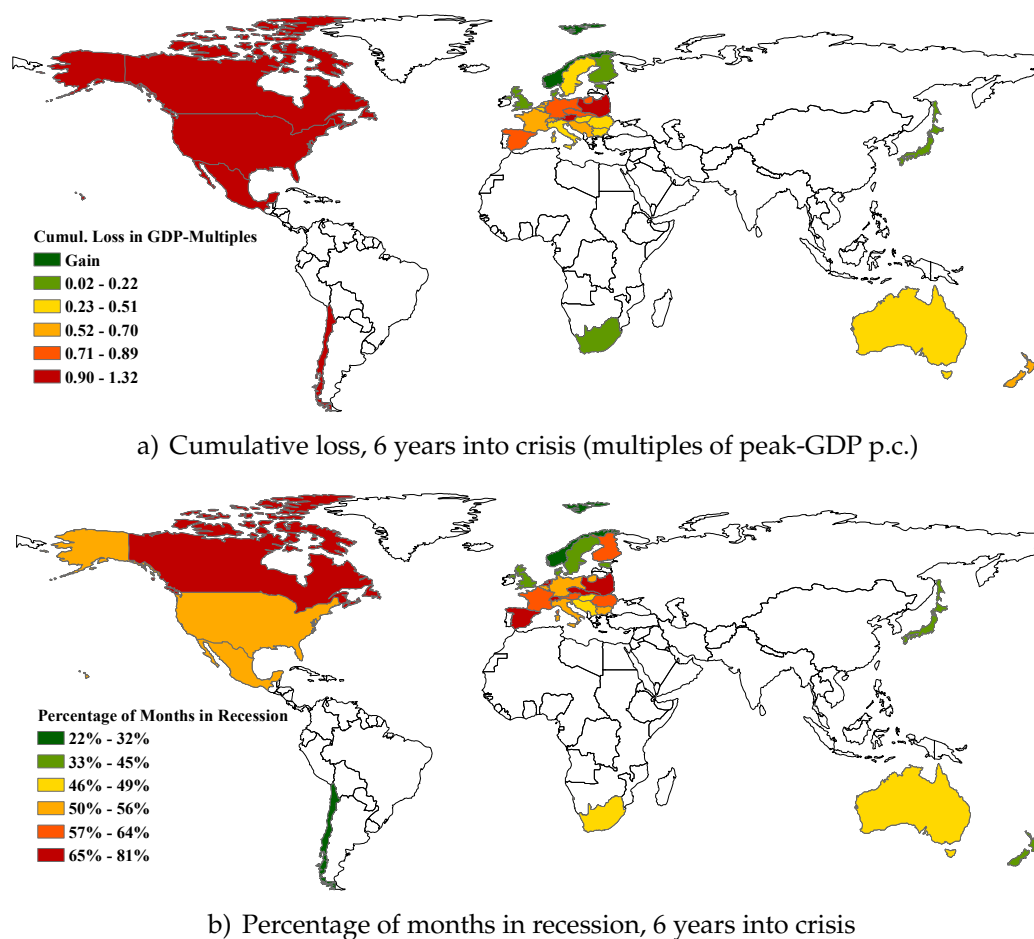 Cumul. Loss in GDP-Multiples
Gain
0.02 - 0.22
0.23 - 0.51
0.52 - 0.70
0.71 - 0.89
0.90 - 1.32
a) Cumulative loss, 6 years into crisis (multiples of peak-GDP p.c.)
Percentage of Months in Recession
22% - 32%
33% - 45%
46% - 49%
50% - 56%
57% - 64%
65% - 81%
b) Percentage of months in recession, 6 years into crisis